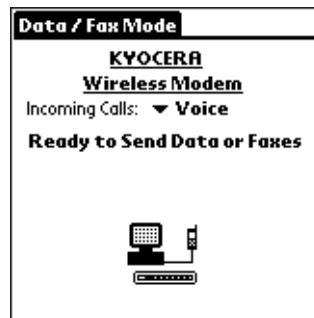 Data / Fax Mode
KYOCERA
Wireless Modem
Incoming Calls: Voice
Ready to Send Data or Faxes